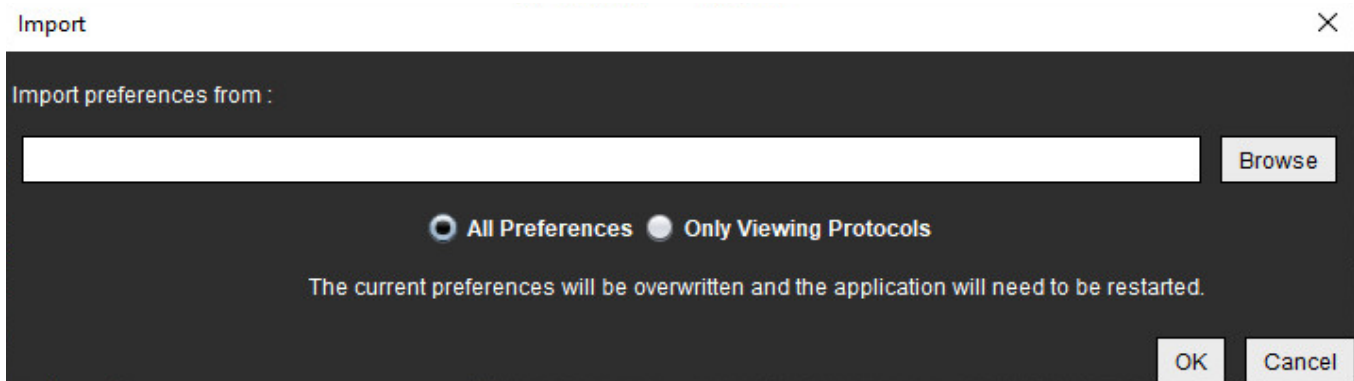 Import
Import preferences from :
Browse
All Preferences Only Viewing Protocols
The current preferences will be overwritten and the application will need to be restarted.
OK Cancel